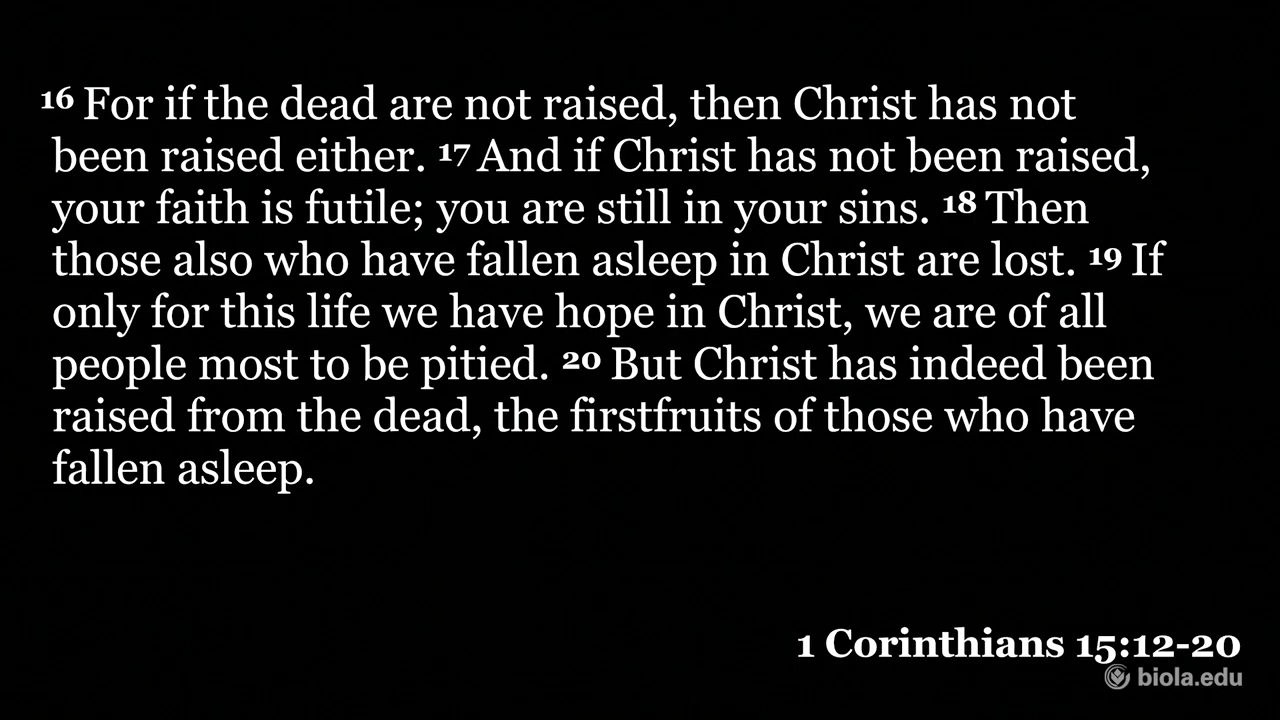 16 For if the dead are not raised, then Christ has not
been raised either. 17 And if Christ has not been raised,
your faith is futile; you are still in your sins. 18 Then
those also who have fallen asleep in Christ are lost. 19 If
only for this life we have hope in Christ, we are of all
people most to be pitied. 20 But Christ has indeed been
raised from the dead, the firstfruits of those who have
fallen asleep.
1 Corinthians 15:12-20
biola.edu